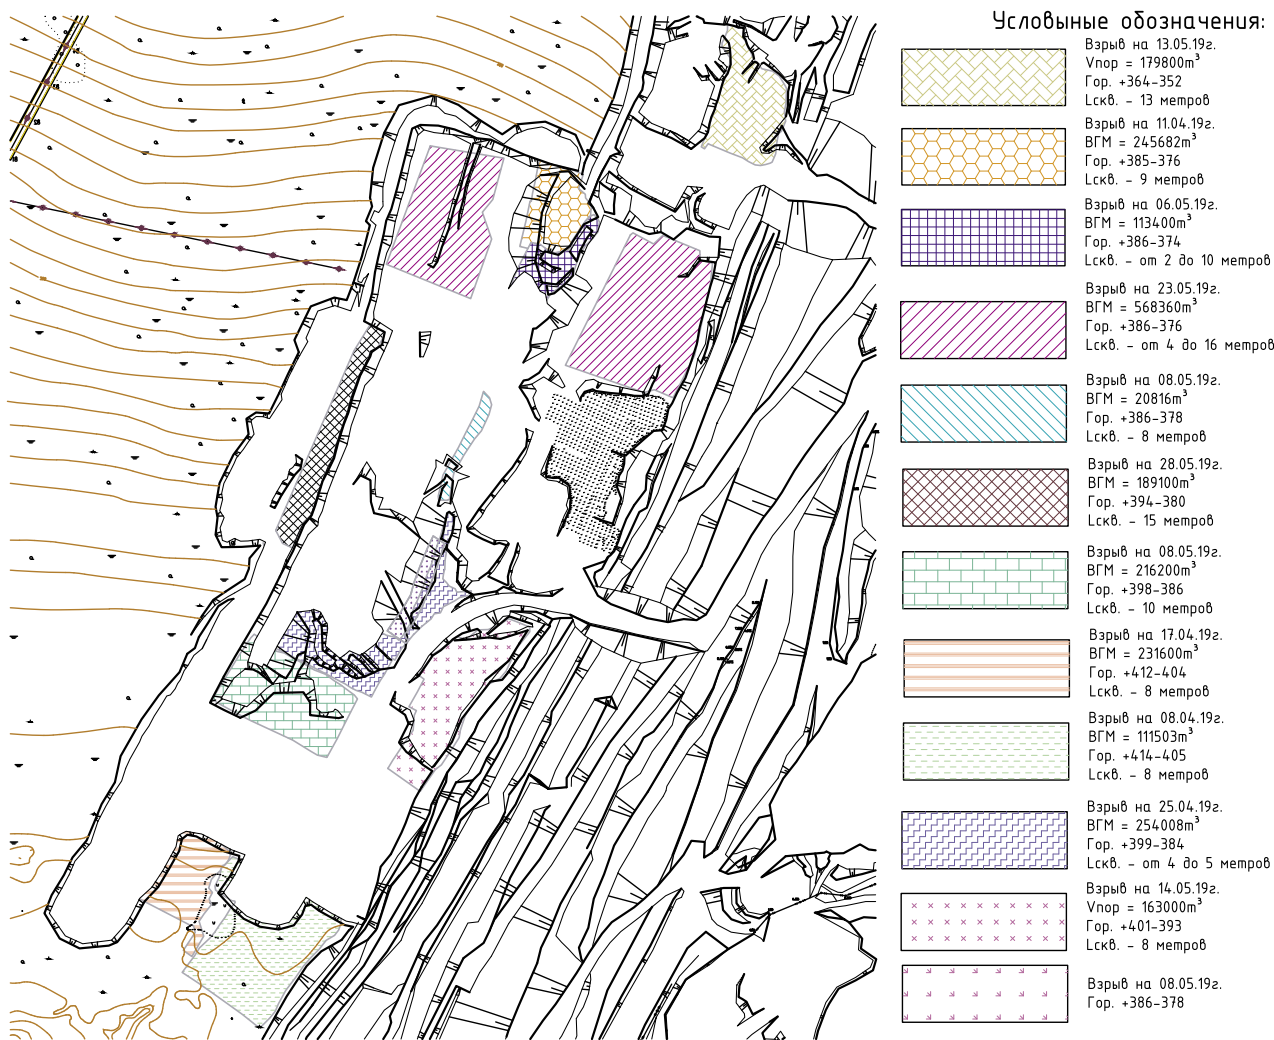 Условыные обозначения:
Взрыв на 13.05.19г.
Vпор = 179800m³
Гор. +364-352
Lскв. - 13 метров
Взрыв на 11.04.19г.
ВГМ = 245682m³
Гор. +385-376
Lскв. - 9 метров
Взрыв на 06.05.19г.
ВГМ = 113400m³
Гор. +386-374
Lскв. - от 2 до 10 метров
Взрыв на 23.05.19г.
ВГМ = 568360m³
Гор. +386-376
Lскв. - от 4 до 16 метров
Взрыв на 08.05.19г.
ВГМ = 20816m³
Гор. +386-378
Lскв. - 8 метров
Взрыв на 28.05.19г.
ВГМ = 189100m³
Гор. +394-380
Lскв. - 15 метров
Взрыв на 08.05.19г.
ВГМ = 216200m³
Гор. +398-386
Lскв. - 10 метров
Взрыв на 17.04.19г.
ВГМ = 231600m³
Гор. +412-404
Lскв. - 8 метров
Взрыв на 08.04.19г.
ВГМ = 111503m³
Гор. +414-405
Lскв. - 8 метров
Взрыв на 25.04.19г.
ВГМ = 254008m³
Гор. +399-384
Lскв. - от 4 до 5 метров
Взрыв на 14.05.19г.
Vпор = 163000m³
Гор. +401-393
Lскв. - 8 метров
Взрыв на 08.05.19г.
Гор. +386-378